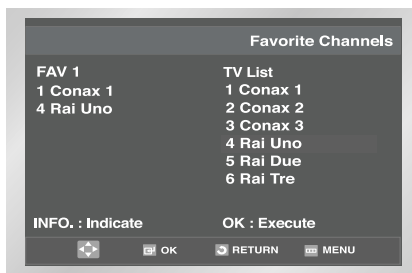 Favorite Channels
FAV 1
1 Conax 1
4 Rai Uno
TV List
1 Conax 1
2 Conax 2
3 Conax 3
4 Rai Uno
5 Rai Due
6 Rai Tre
INFO. : Indicate
OK : Execute
OK
RETURN
MENU